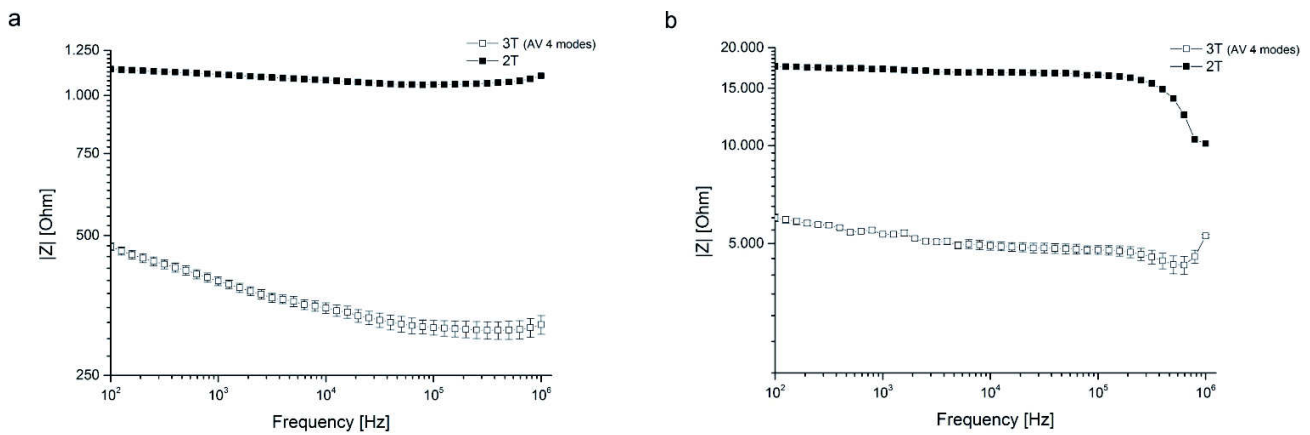 a
3T (AV 4 modes)
2T
1.250
1.000
750
500
250
|Z| [Ohm]
10² 10³ 10⁴ 10⁵ 10⁶
Frequency [Hz]
b
3T (AV 4 modes)
2T
20.000
15.000
10.000
5.000
|Z| [Ohm]
10² 10³ 10⁴ 10⁵ 10⁶
Frequency [Hz]